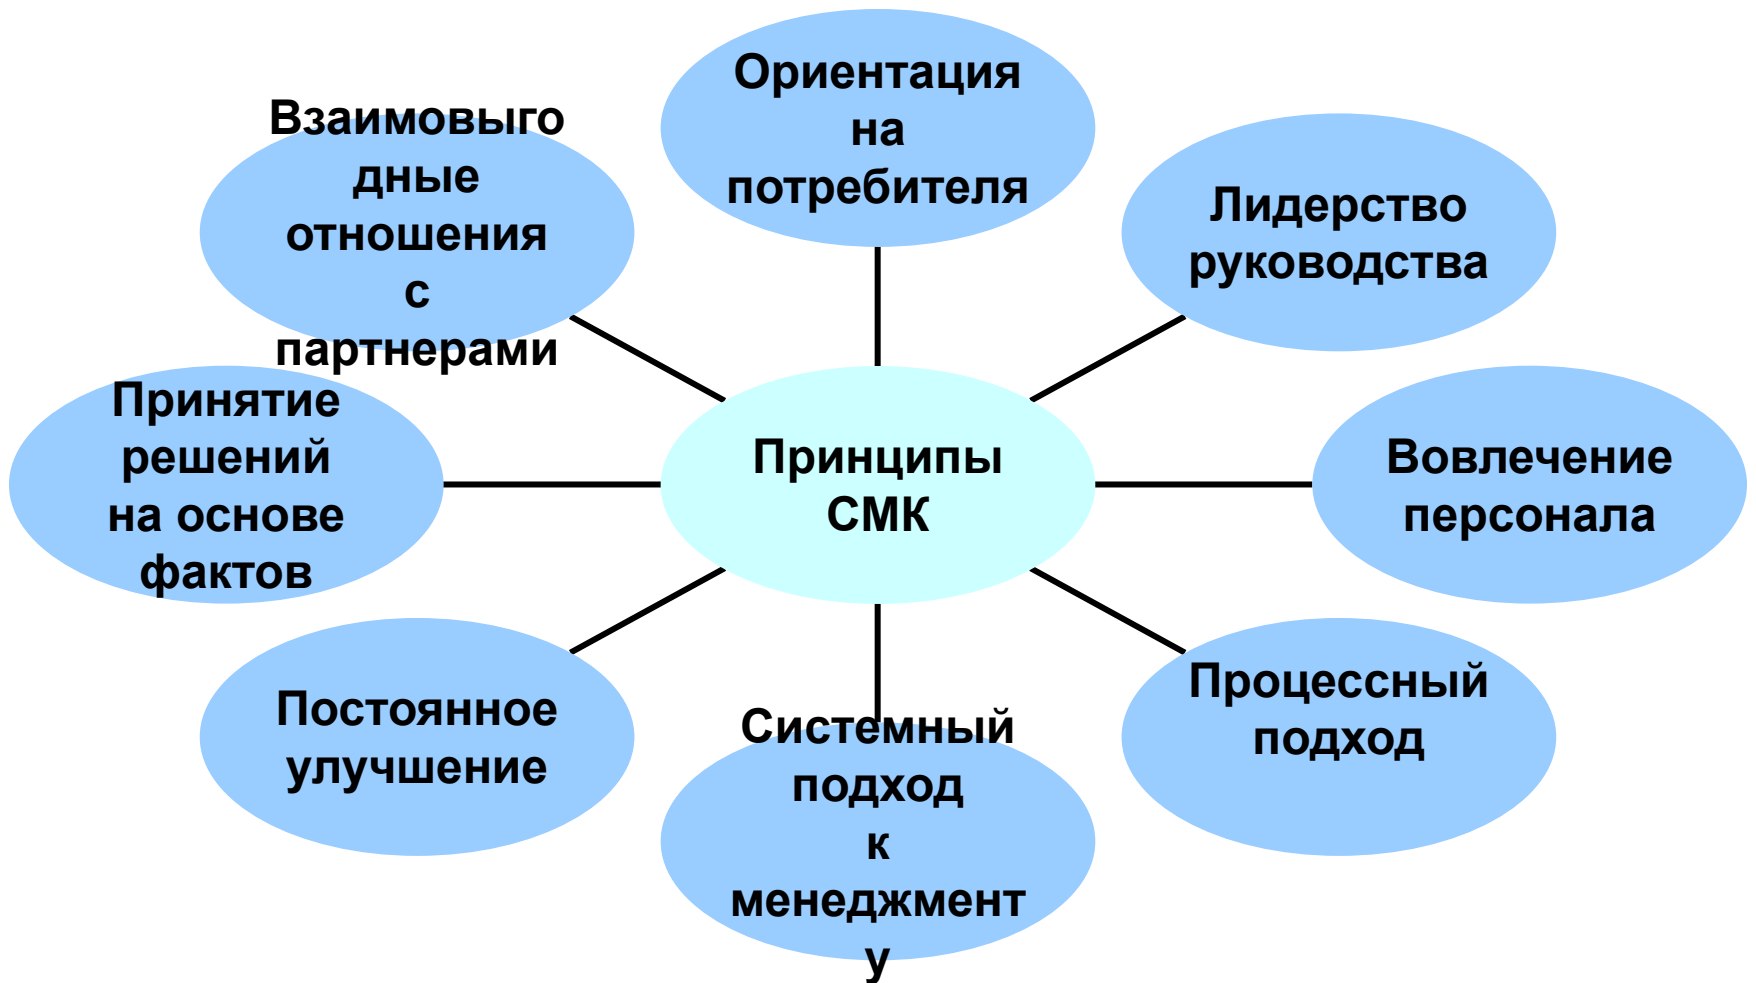 Ориентация
на
потребителя
Лидерство
руководства
Вовлечение
персонала
Процессный
подход
Системный
подход
к
менеджмент
у
Постоянное
улучшение
Принятие
решений
на основе
фактов
Взаимовыго
дные
отношения
с
партнерами
Принципы
СМК